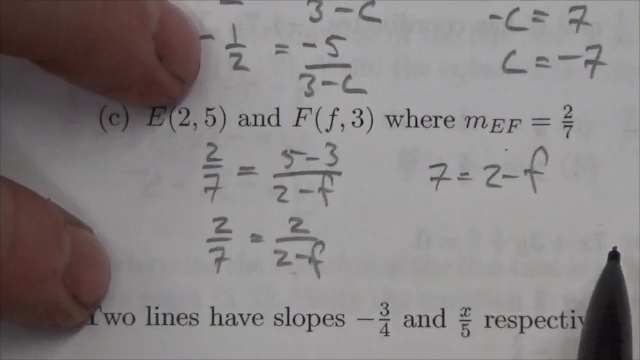 3 - C
-C = 7
-1/2 = -5/(3 - C)
C = -7
(c) E(2, 5) and F(f, 3) where m_EF = 2/7
2/7 = (5 - 3)/(2 - f)
7 = 2 - f
2/7 = 2/(2 - f)
Two lines have slopes -3/4 and x/5